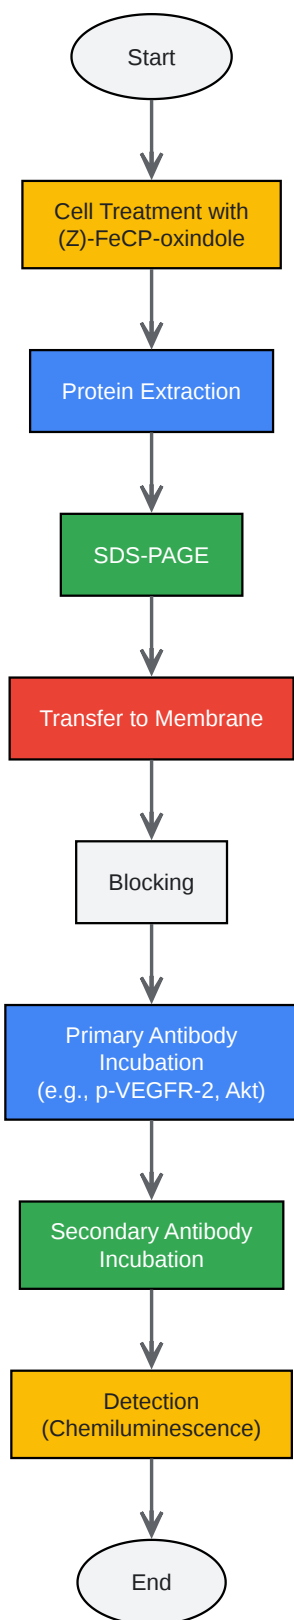 Start
Cell Treatment with
(Z)-FeCP-oxindole
Protein Extraction
SDS-PAGE
Transfer to Membrane
Blocking
Primary Antibody
Incubation
(e.g., p-VEGFR-2, Akt)
Secondary Antibody
Incubation
Detection
(Chemiluminescence)
End